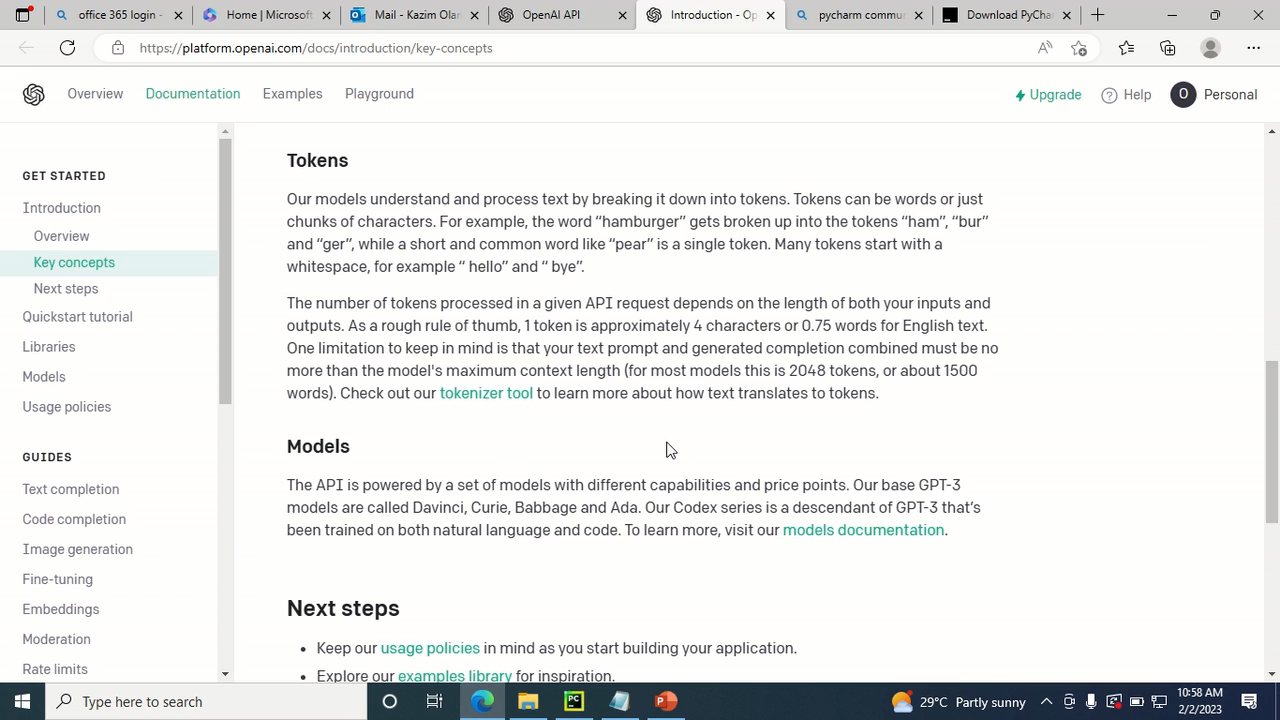 office 365 login -
Home | Microsoft
Mail - Kazim Olan
OpenAI API
Introduction - Op
pycharm commur
Download PyCha
https://platform.openai.com/docs/introduction/key-concepts
Overview
Documentation
Examples
Playground
Upgrade
? Help
O Personal
GET STARTED
Introduction
Overview
Key concepts
Next steps
Quickstart tutorial
Libraries
Models
Usage policies
GUIDES
Text completion
Code completion
Image generation
Fine-tuning
Embeddings
Moderation
Rate limits
Tokens
Our models understand and process text by breaking it down into tokens. Tokens can be words or just
chunks of characters. For example, the word “hamburger” gets broken up into the tokens “ham”, “bur”
and “ger”, while a short and common word like “pear” is a single token. Many tokens start with a
whitespace, for example “ hello” and “ bye”.
The number of tokens processed in a given API request depends on the length of both your inputs and
outputs. As a rough rule of thumb, 1 token is approximately 4 characters or 0.75 words for English text.
One limitation to keep in mind is that your text prompt and generated completion combined must be no
more than the model's maximum context length (for most models this is 2048 tokens, or about 1500
words). Check out our tokenizer tool to learn more about how text translates to tokens.
Models
The API is powered by a set of models with different capabilities and price points. Our base GPT-3
models are called Davinci, Curie, Babbage and Ada. Our Codex series is a descendant of GPT-3 that’s
been trained on both natural language and code. To learn more, visit our models documentation.
Next steps
• Keep our usage policies in mind as you start building your application.
• Explore our examples library for inspiration.
Type here to search
PC
P
29°C Partly sunny
10:58 AM
2/2/2023